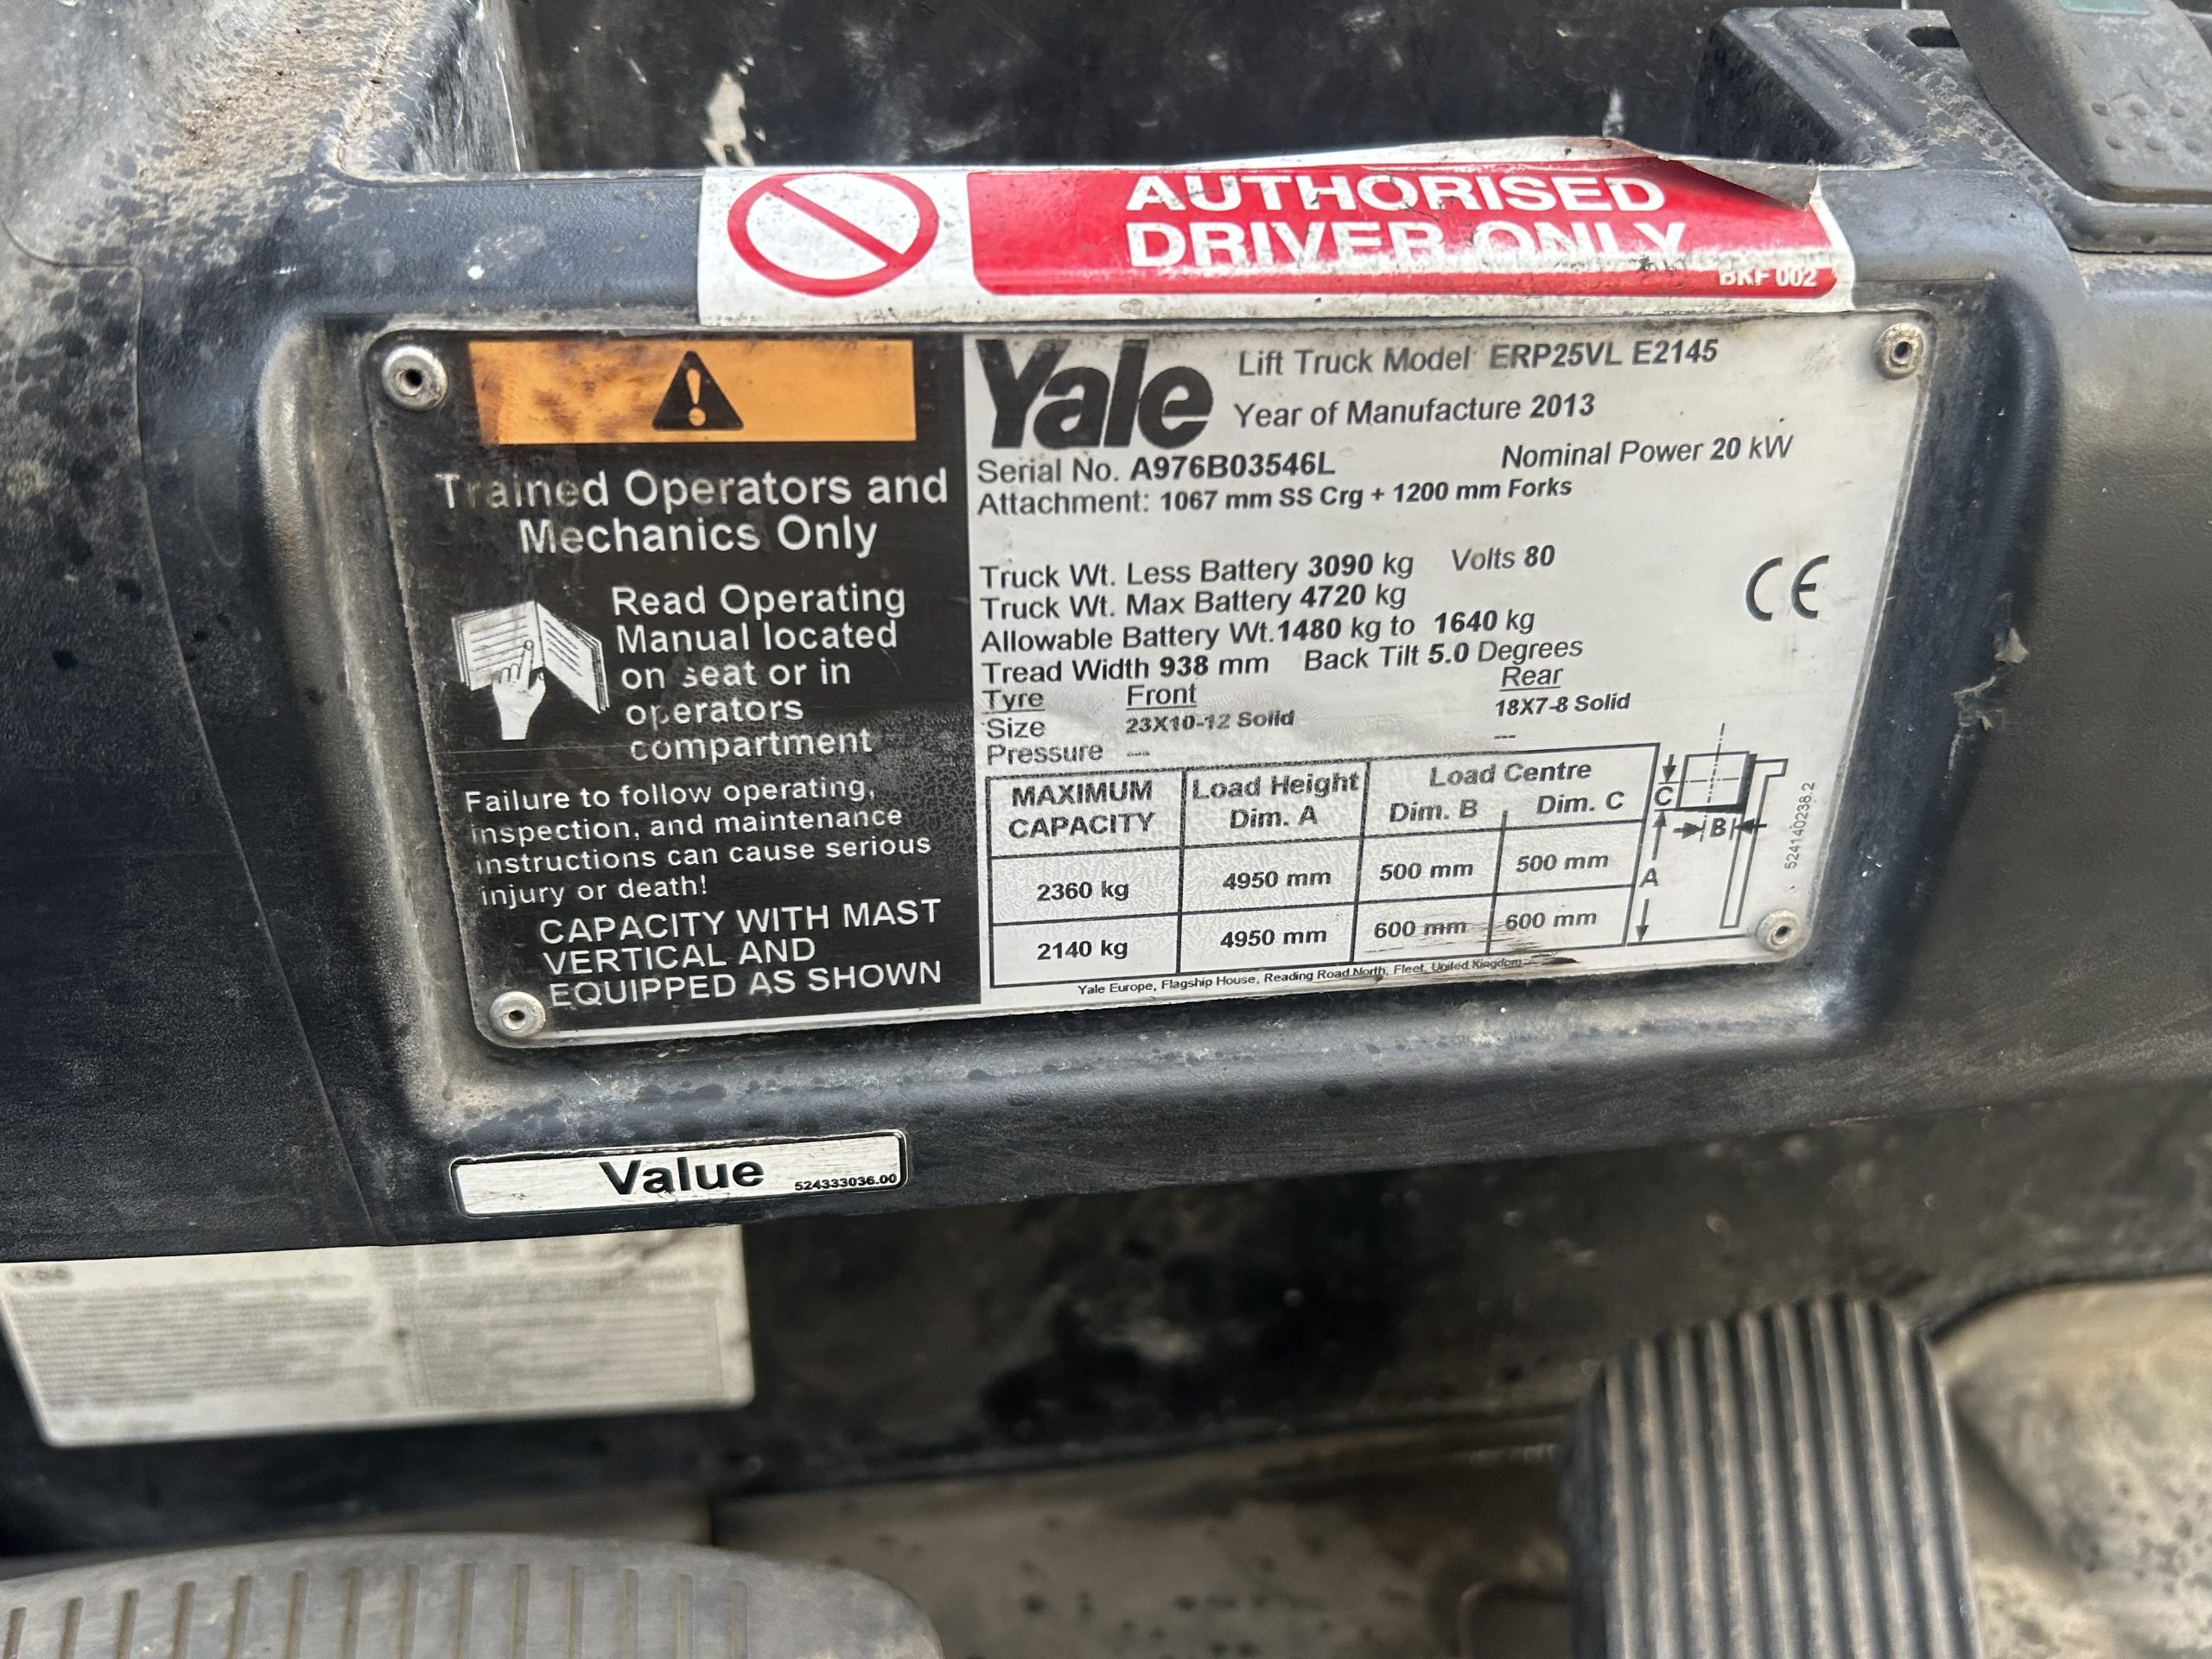 AUTHORISED
DRIVER ONLY
BKF 002
Trained Operators and
Mechanics Only
Read Operating
Manual located
on seat or in
operators
compartment
Failure to follow operating,
inspection, and maintenance
instructions can cause serious
injury or death!
CAPACITY WITH MAST
VERTICAL AND
EQUIPPED AS SHOWN
Yale
Lift Truck Model ERP25VL E2145
Year of Manufacture 2013
Serial No. A976B03546L Nominal Power 20 kW
Attachment: 1067 mm SS Crg + 1200 mm Forks
Truck Wt. Less Battery 3090 kg Volts 80
Truck Wt. Max Battery 4720 kg
Allowable Battery Wt.1480 kg to 1640 kg
Tread Width 938 mm Back Tilt 5.0 Degrees
CE
Tyre Front Rear
Size 23X10-12 Solid 18X7-8 Solid
Pressure --- ---
MAXIMUM CAPACITY Load Height Dim. A Load Centre Dim. B Dim. C
2360 kg 4950 mm 500 mm 500 mm
2140 kg 4950 mm 600 mm 600 mm
C
B
A
524140238.2
Yale Europe, Flagship House, Reading Road North, Fleet, United Kingdom
Value 524333036.00